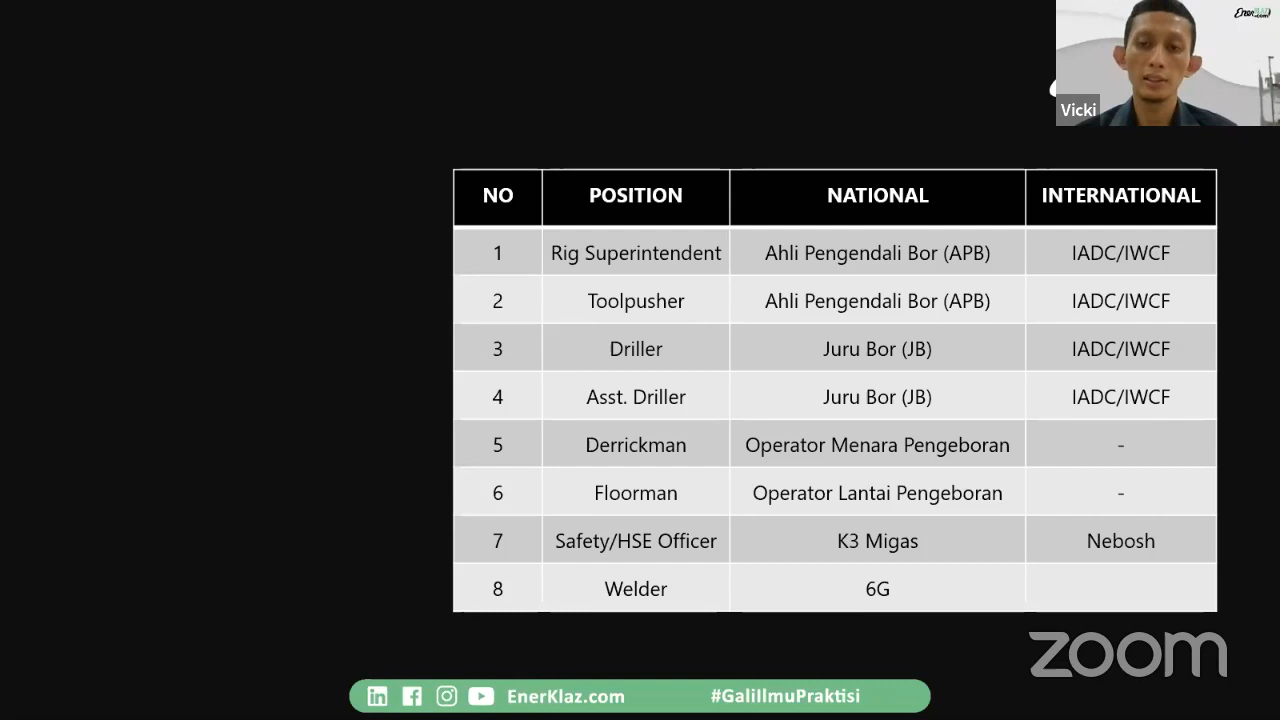 EnerKlaz
.com
Vicki
NO POSITION NATIONAL INTERNATIONAL
1 Rig Superintendent Ahli Pengendali Bor (APB) IADC/IWCF
2 Toolpusher Ahli Pengendali Bor (APB) IADC/IWCF
3 Driller Juru Bor (JB) IADC/IWCF
4 Asst. Driller Juru Bor (JB) IADC/IWCF
5 Derrickman Operator Menara Pengeboran -
6 Floorman Operator Lantai Pengeboran -
7 Safety/HSE Officer K3 Migas Nebosh
8 Welder 6G
zoom
EnerKlaz.com #GaliIlmuPraktisi